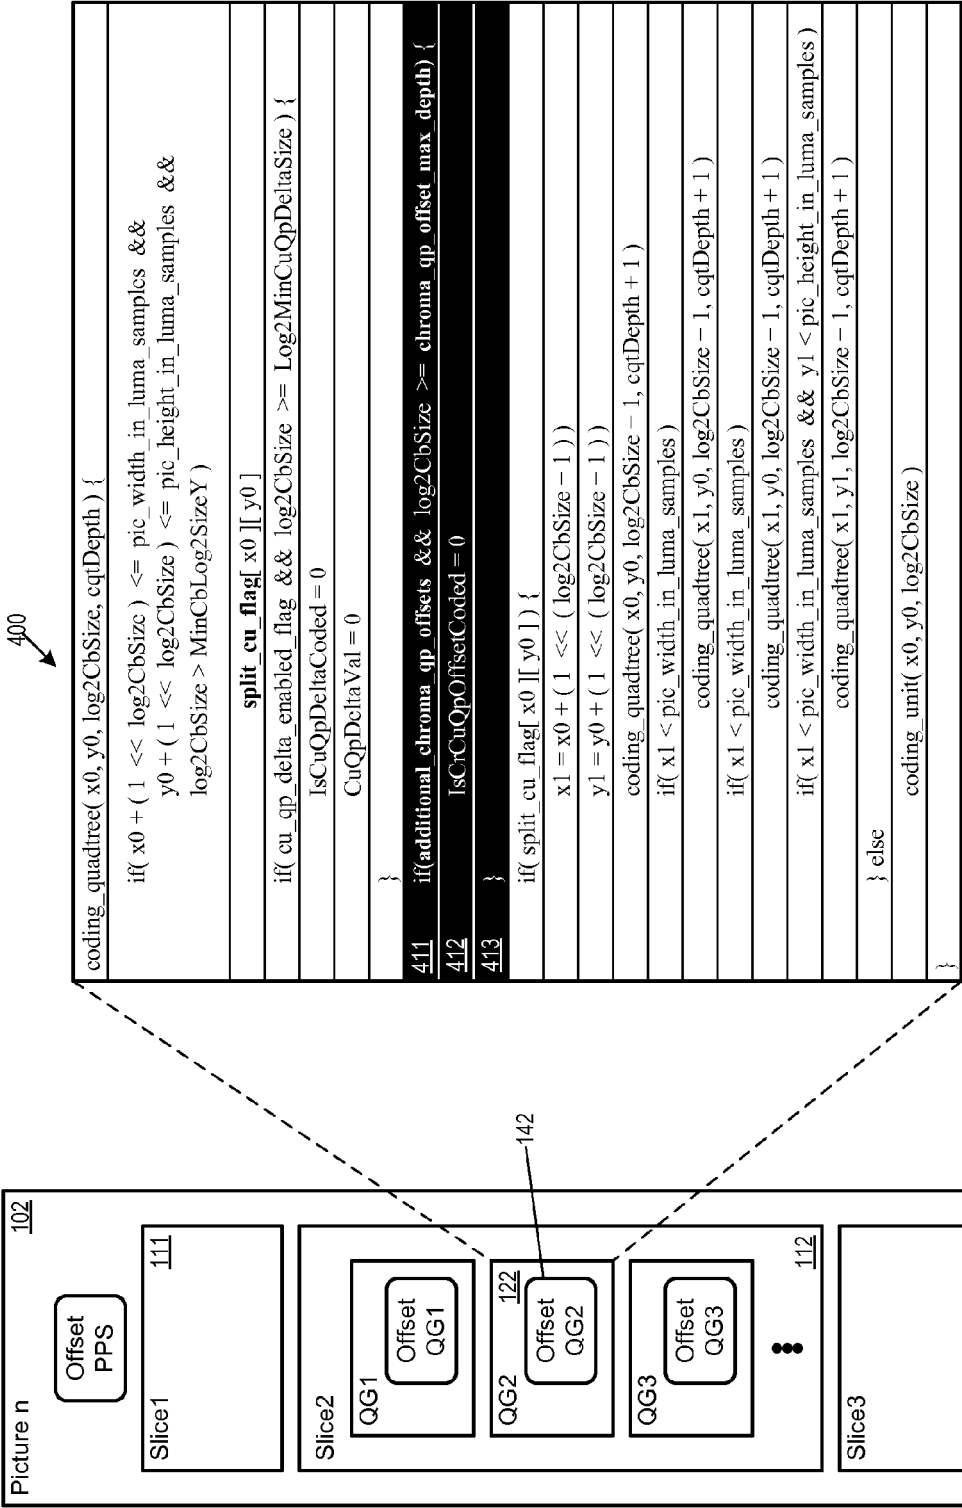 Picture n
102
Offset
PPS
Slice1
111
Slice2
QG1
Offset
QG1
QG2
122
Offset
QG2
142
QG3
Offset
QG3
112
Slice3
400
coding_quadtree( x0, y0, log2CbSize, cqtDepth ) {
if( x0 + ( 1 << log2CbSize ) <= pic_width_in_luma_samples &&
y0 + ( 1 << log2CbSize ) <= pic_height_in_luma_samples &&
log2CbSize > MinCbLog2SizeY )
split_cu_flag[ x0 ][ y0 ]
if( cu_qp_delta_enabled_flag && log2CbSize >= Log2MinCuQpDeltaSize ) {
IsCuQpDeltaCoded = 0
CuQpDeltaVal = 0
}
411 if(additional_chroma_qp_offsets && log2CbSize >= chroma_qp_offset_max_depth) {
412 IsCrCuQpOffsetCoded = 0
413 }
if( split_cu_flag[ x0 ][ y0 ] ) {
x1 = x0 + ( 1 << ( log2CbSize − 1 ) )
y1 = y0 + ( 1 << ( log2CbSize − 1 ) )
coding_quadtree( x0, y0, log2CbSize − 1, cqtDepth + 1 )
if( x1 < pic_width_in_luma_samples )
coding_quadtree( x1, y0, log2CbSize − 1, cqtDepth + 1 )
if( x1 < pic_width_in_luma_samples )
coding_quadtree( x1, y0, log2CbSize − 1, cqtDepth + 1 )
if( x1 < pic_width_in_luma_samples && y1 < pic_height_in_luma_samples )
coding_quadtree( x1, y1, log2CbSize − 1, cqtDepth + 1 )
} else
coding_unit( x0, y0, log2CbSize )
}